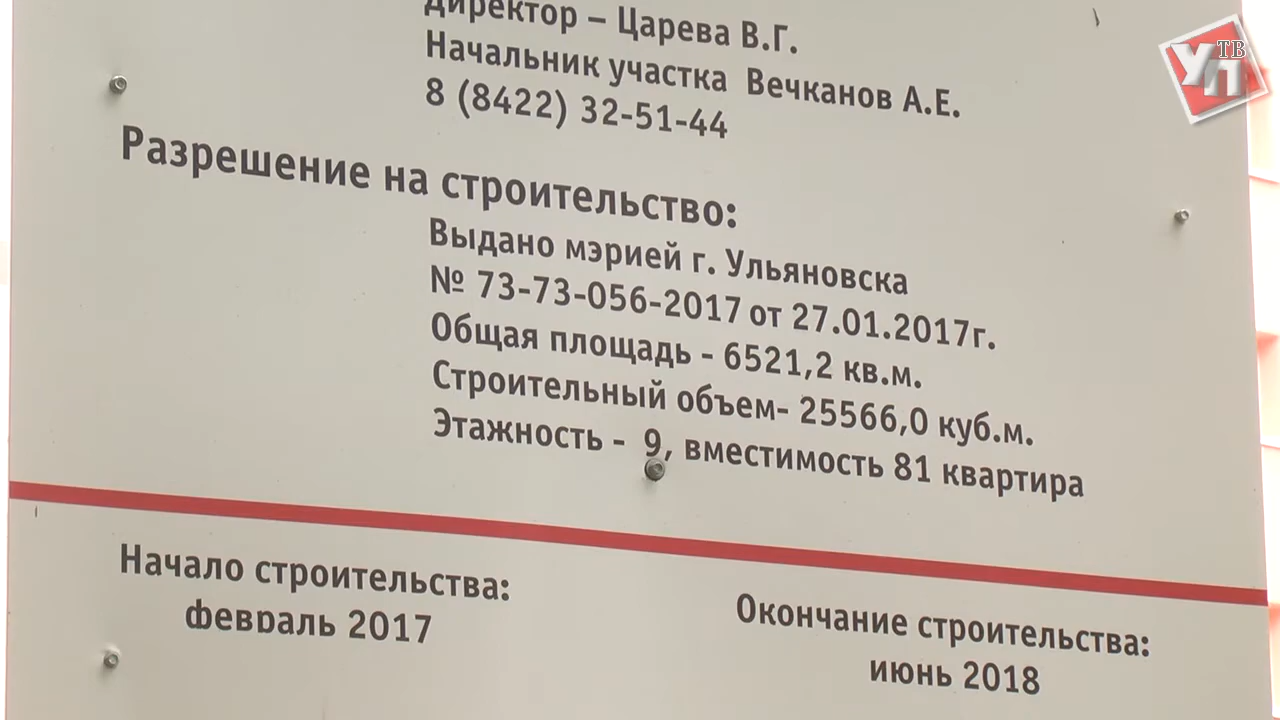 директор – Царева В.Г.
Начальник участка Вечканов А.Е.
8 (8422) 32-51-44
Разрешение на строительство:
Выдано мэрией г. Ульяновска
№ 73-73-056-2017 от 27.01.2017г.
Общая площадь - 6521,2 кв.м.
Строительный объем- 25566,0 куб.м.
Этажность - 9, вместимость 81 квартира
Начало строительства:
февраль 2017
Окончание строительства:
июнь 2018
УП ТВ